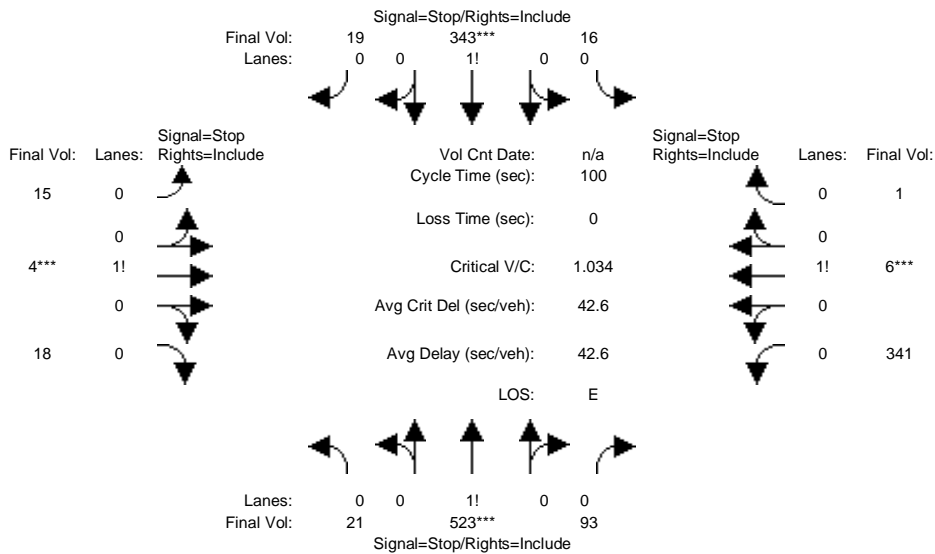 Signal=Stop/Rights=Include
Final Vol: 19 343*** 16
Lanes: 0 0 1! 0 0
Signal=Stop
Final Vol: Lanes: Rights=Include
Vol Cnt Date: n/a
Signal=Stop
Rights=Include Lanes: Final Vol:
Cycle Time (sec): 100
15 0
0 1
Loss Time (sec): 0
0
0
4*** 1!
Critical V/C: 1.034
1! 6***
0
Avg Crit Del (sec/veh): 42.6
0
18 0
Avg Delay (sec/veh): 42.6
0 341
LOS: E
Lanes: 0 0 1! 0 0
Final Vol: 21 523*** 93
Signal=Stop/Rights=Include